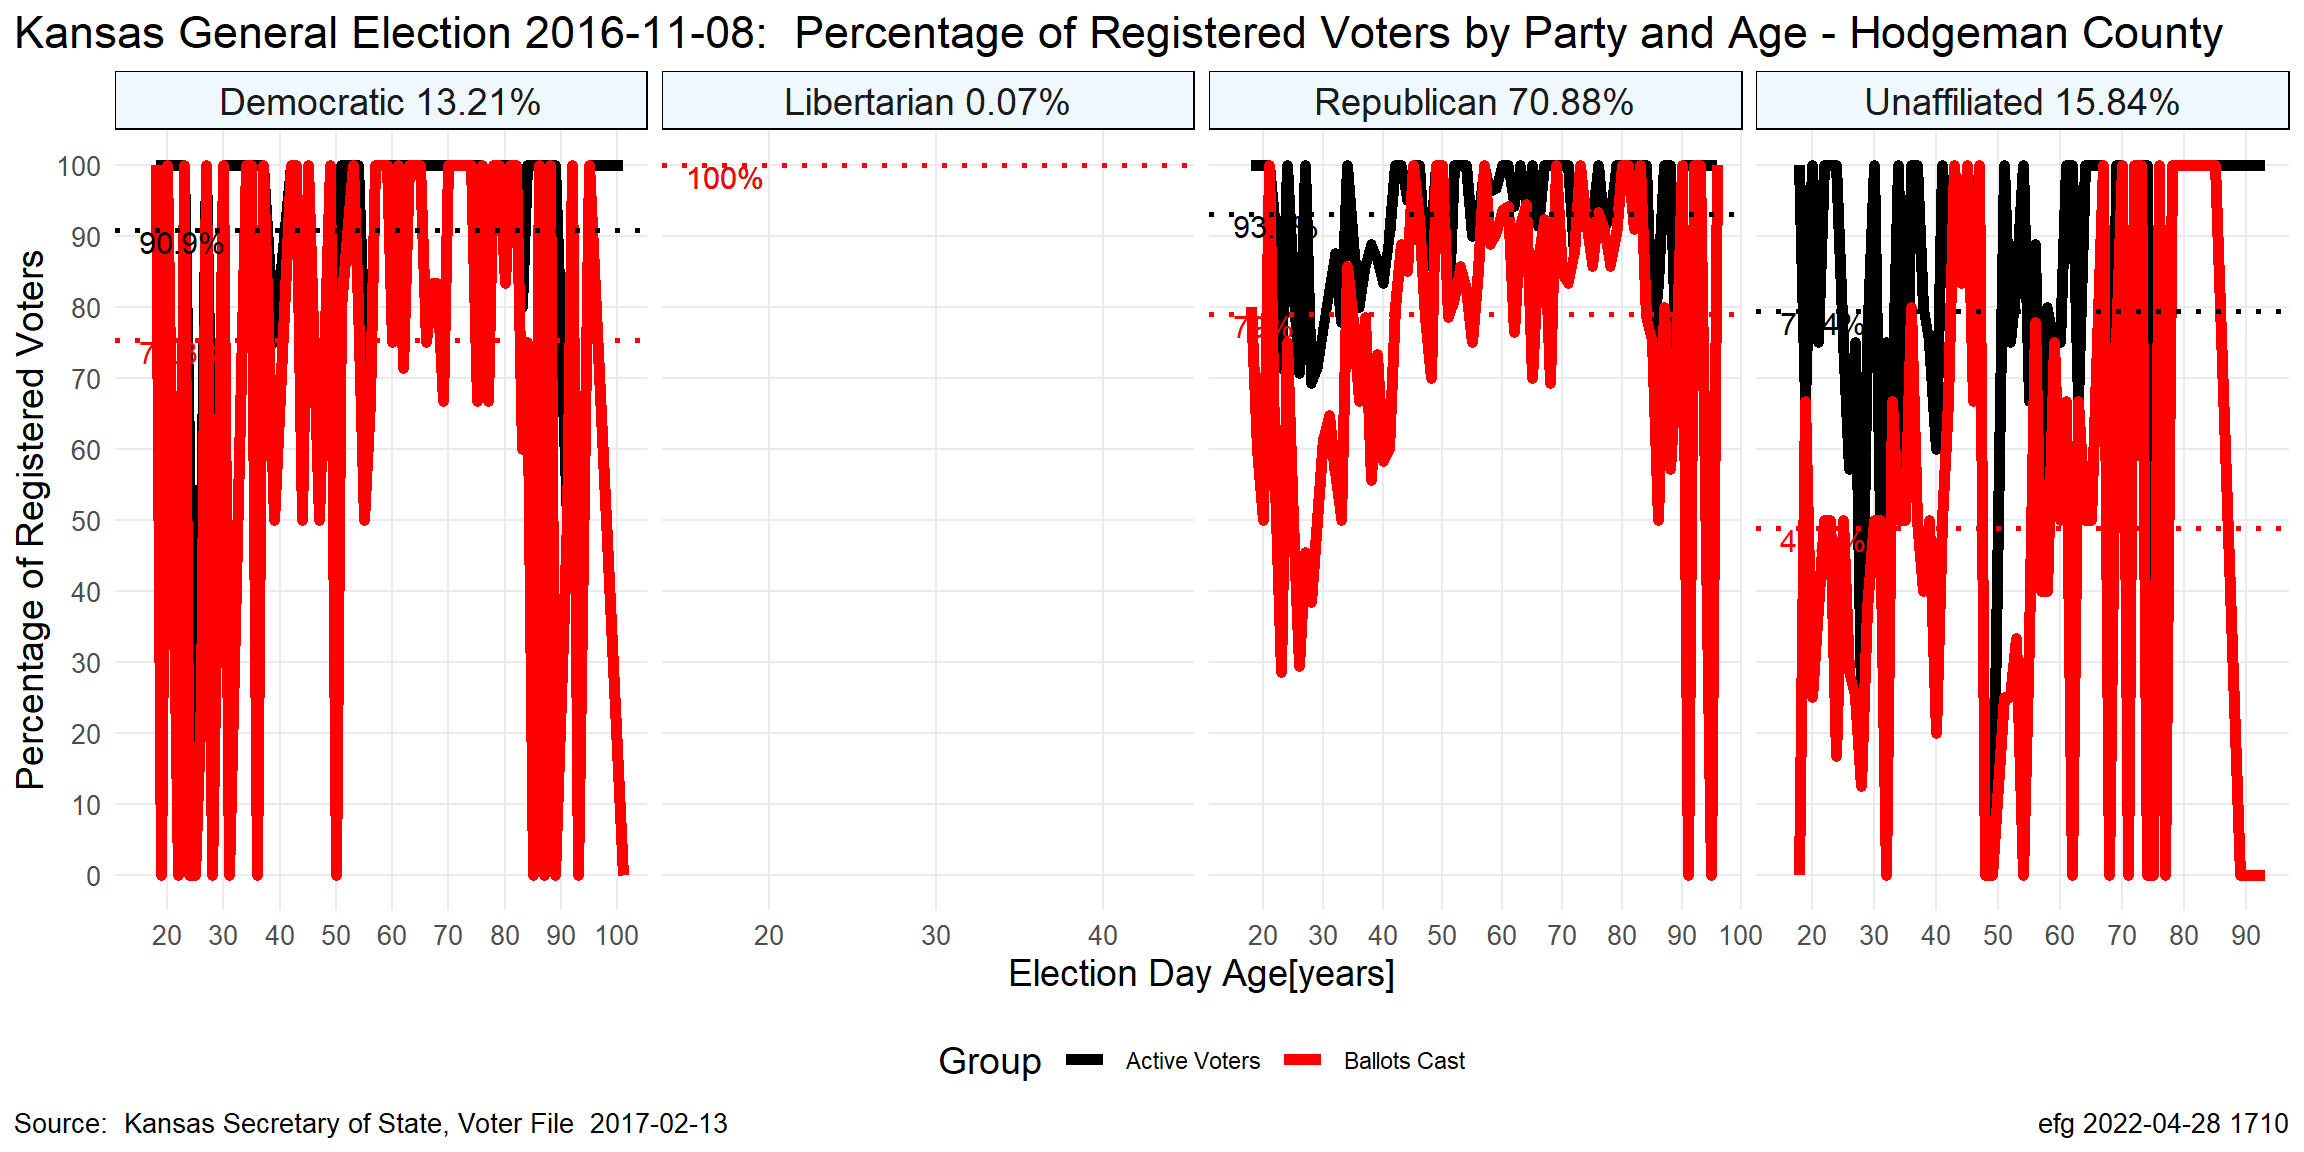 Kansas General Election 2016-11-08:  Percentage of Registered Voters by Party and Age - Hodgeman County
Democratic 13.21%
Libertarian 0.07%
Republican 70.88%
Unaffiliated 15.84%
Percentage of Registered Voters
100
90
80
70
60
50
40
30
20
10
0
90.9%
100%
20 30 40 50 60 70 80 90 100
20 30 40
20 30 40 50 60 70 80 90 100
20 30 40 50 60 70 80 90
Election Day Age[years]
Group Active Voters Ballots Cast
Source:  Kansas Secretary of State, Voter File  2017-02-13
efg 2022-04-28 1710